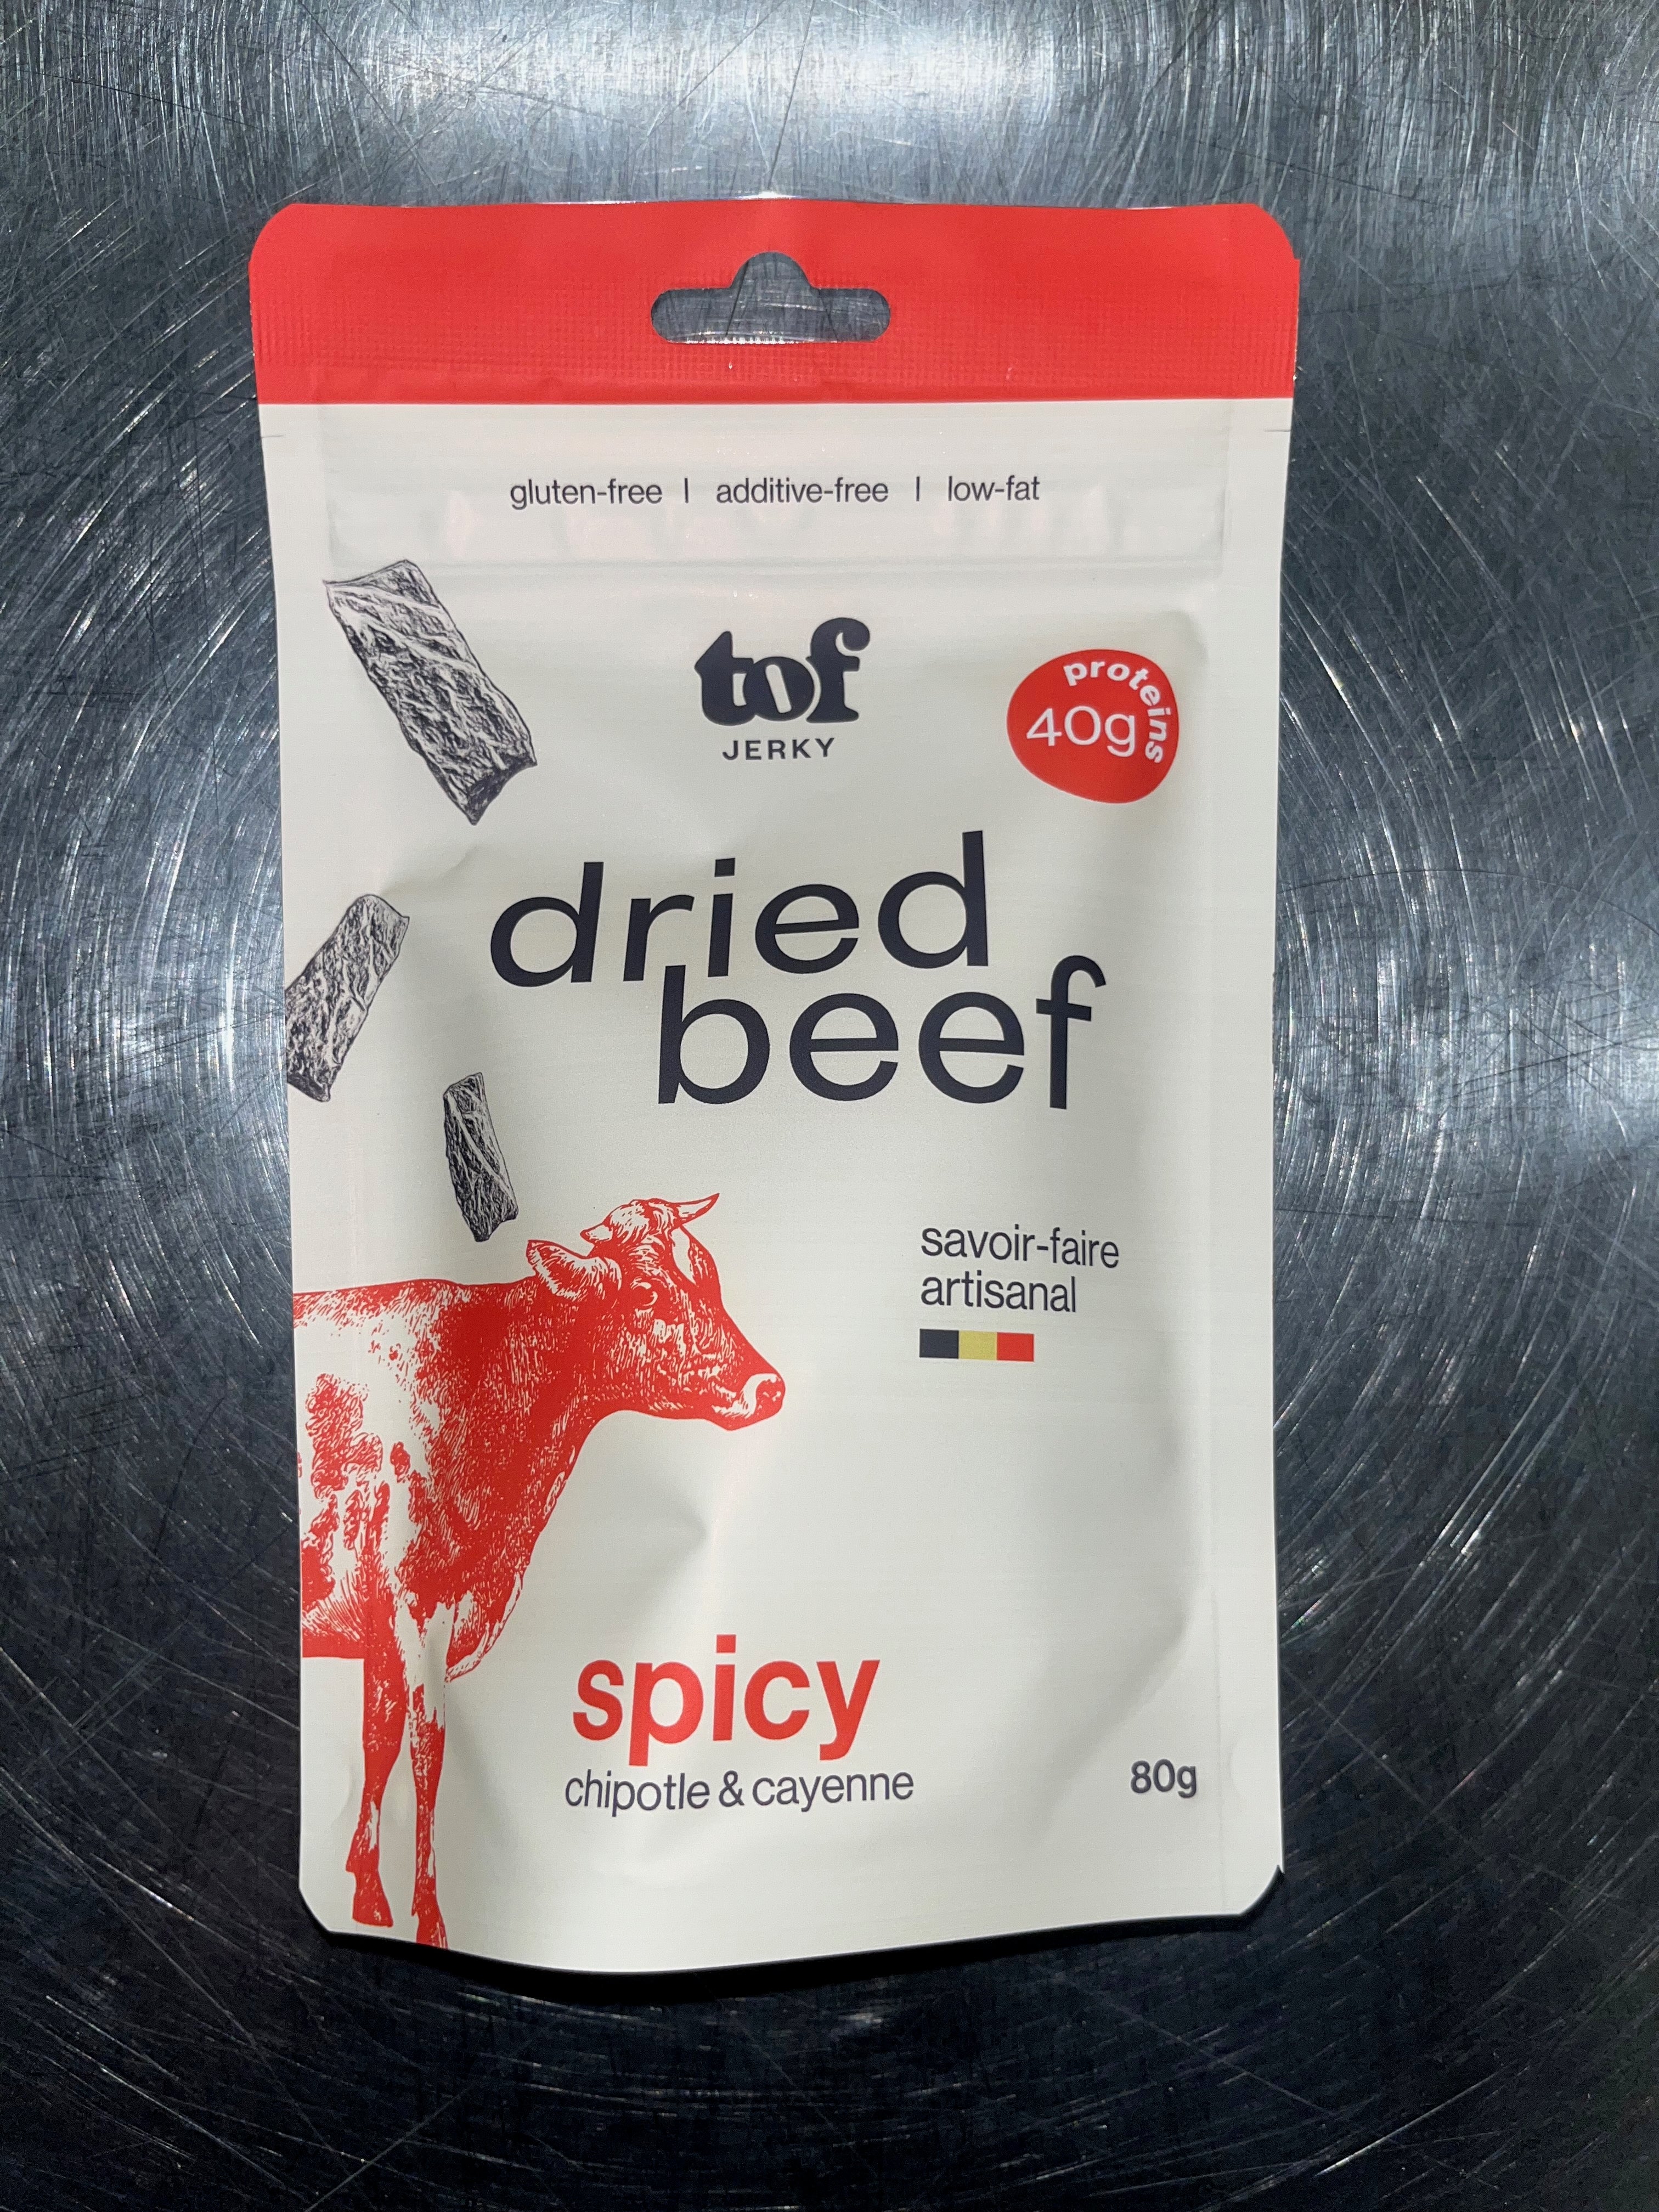 gluten-free | additive-free | low-fat
tof
JERKY
proteins
40g
dried
beef
savoir-faire
artisanal
spicy
chipotle & cayenne
80g